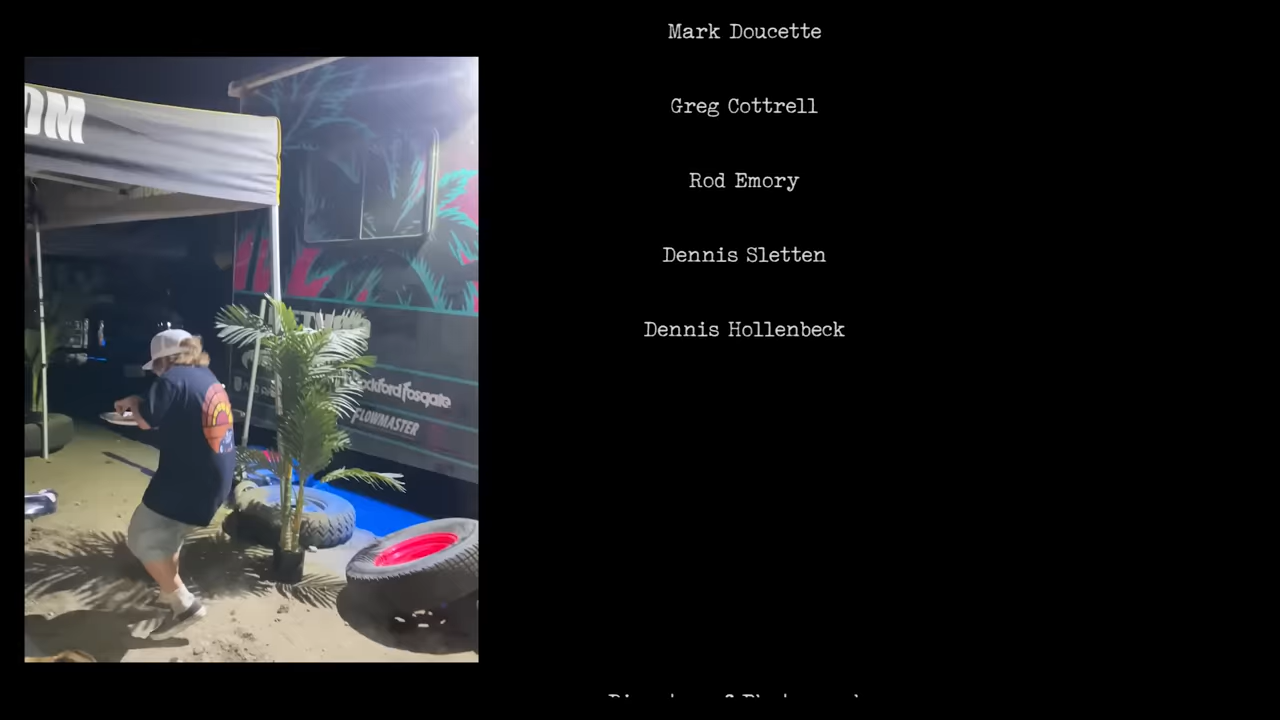 Mark Doucette
Greg Cottrell
Rod Emory
Dennis Sletten
Dennis Hollenbeck
Rockford Fosgate
FLOWMASTER